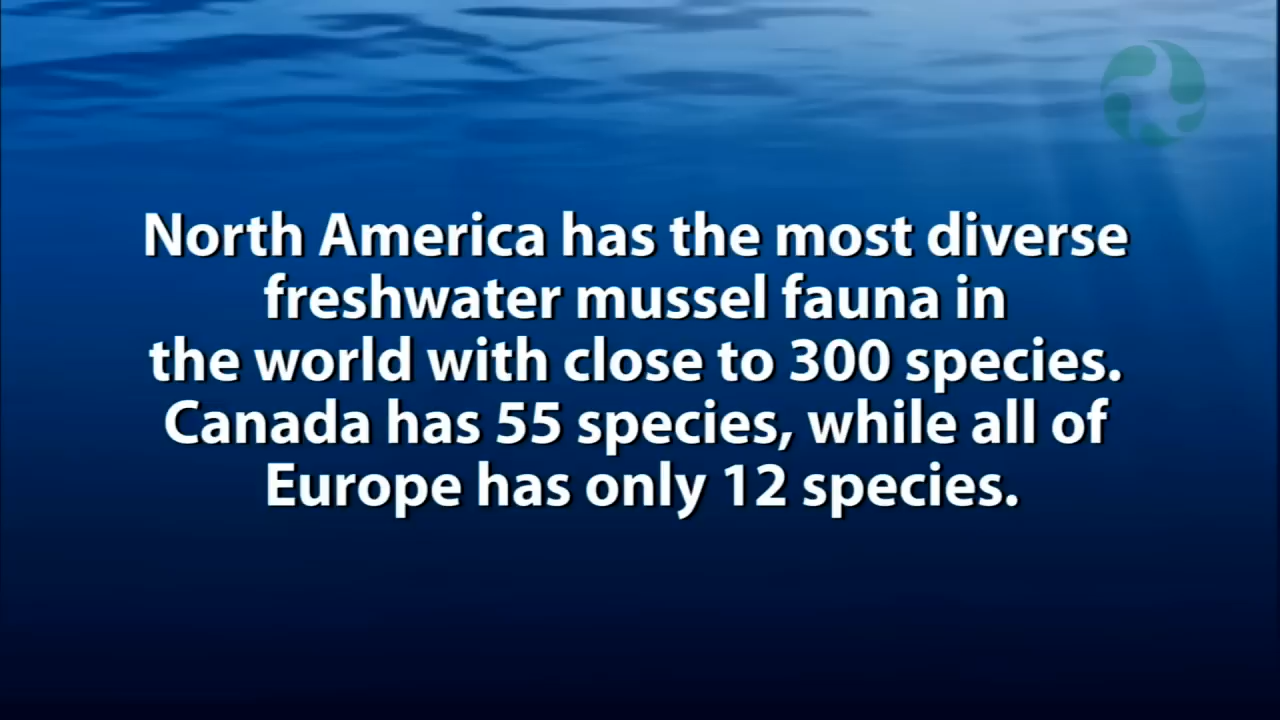 North America has the most diverse
freshwater mussel fauna in
the world with close to 300 species.
Canada has 55 species, while all of
Europe has only 12 species.